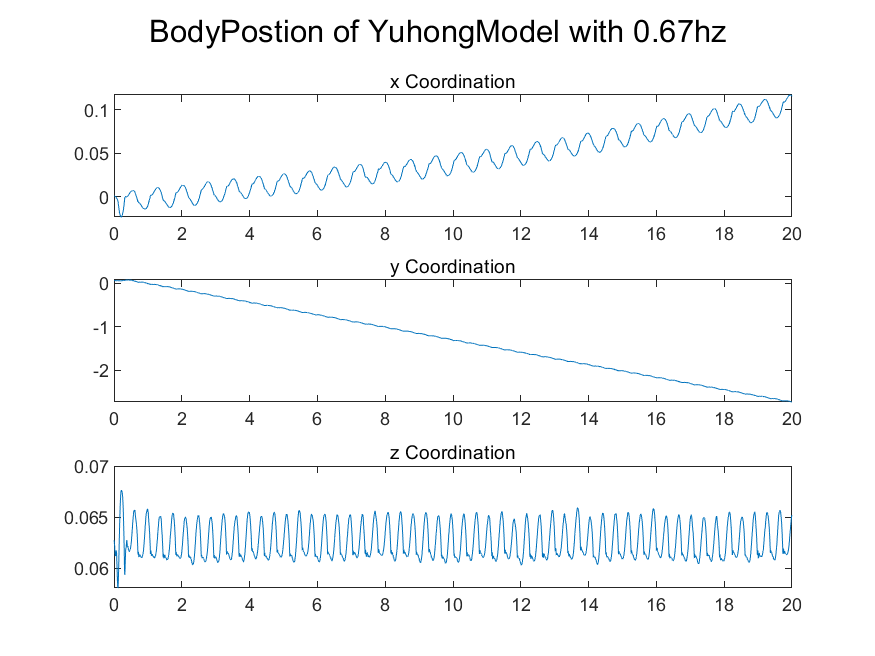 BodyPostion of YuhongModel with 0.67hz
x Coordination
0.1
0.05
0
0 2 4 6 8 10 12 14 16 18 20
y Coordination
0
-1
-2
0 2 4 6 8 10 12 14 16 18 20
z Coordination
0.07
0.065
0.06
0 2 4 6 8 10 12 14 16 18 20